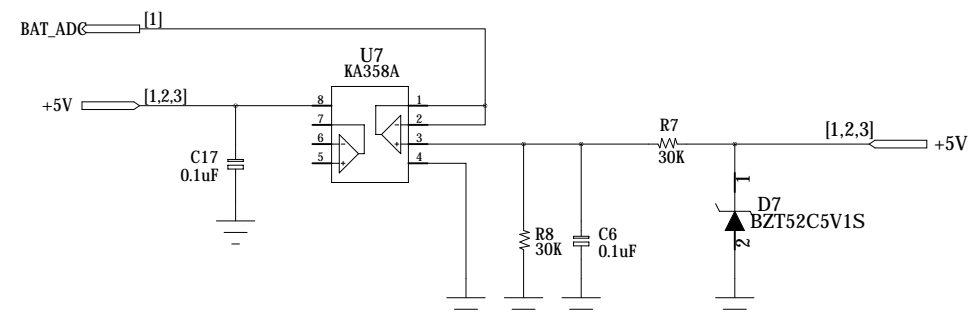 BAT_ADC [1]
U7
KA358A
+5V [1,2,3]
8 1
7 2
6 3
5 4
C17
0.1uF
R7
30K
[1,2,3] +5V
R8
30K
C6
0.1uF
1
D7
BZT52C5V1S
2